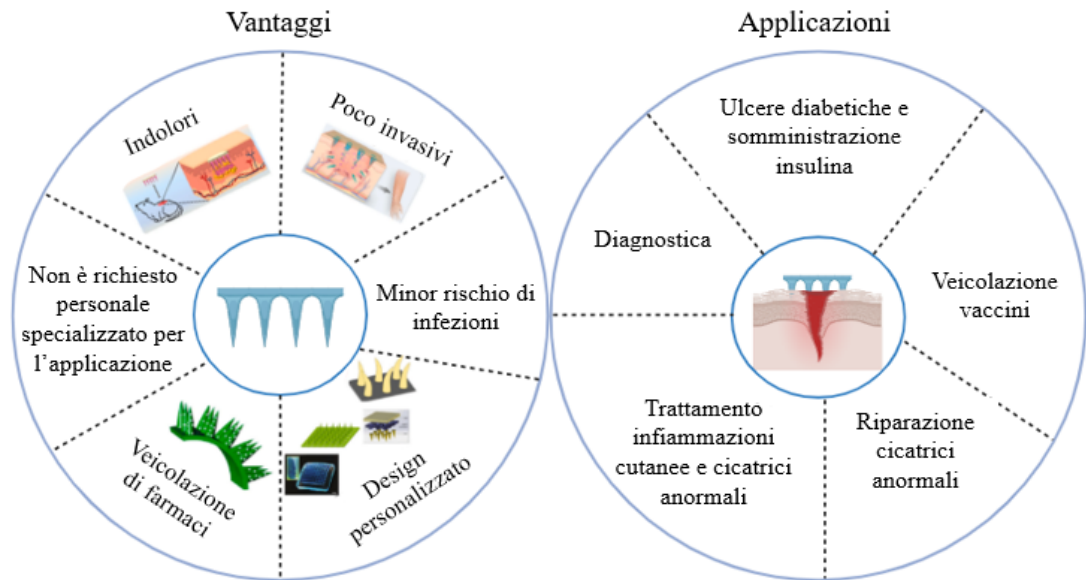 Vantaggi
Indolori
Poco invasivi
Non è richiesto
personale
specializzato per
l'applicazione
Minor rischio di
infezioni
Veicolazione
di farmaci
Design
personalizzato
Applicazioni
Ulcere diabetiche e
somministrazione
insulina
Diagnostica
Veicolazione
vaccini
Trattamento
infiammazioni
cutanee e cicatrici
anormali
Riparazione
cicatrici
anormali